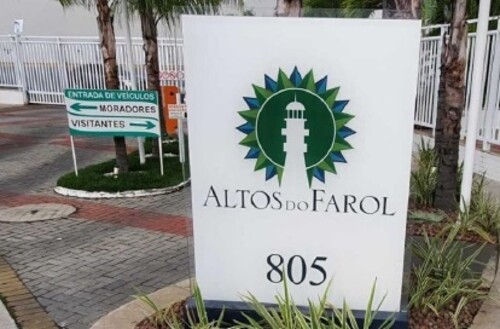 ENTRADA DE VEÍCULOS
MORADORES
VISITANTES
ALTOS DO FAROL
805